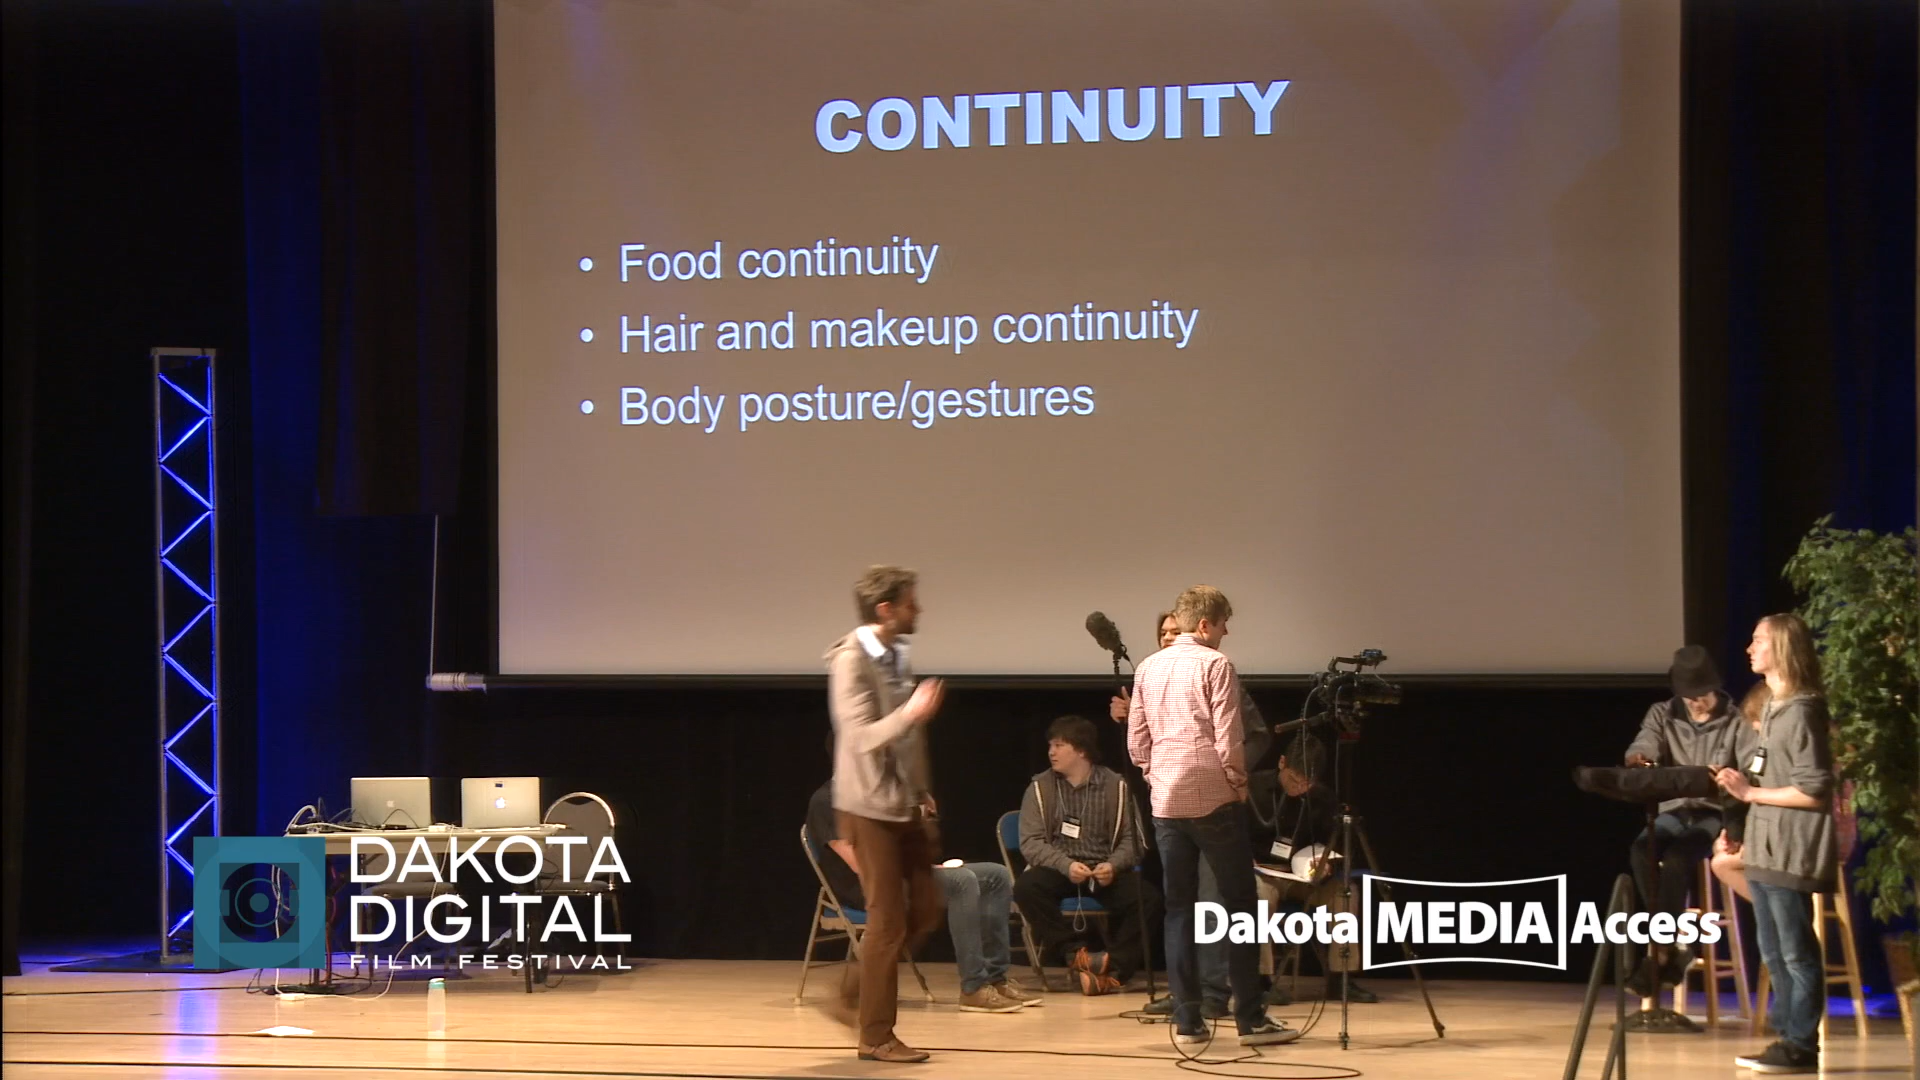 CONTINUITY
• Food continuity
• Hair and makeup continuity
• Body posture/gestures
DAKOTA
DIGITAL
FILM FESTIVAL
Dakota MEDIA Access